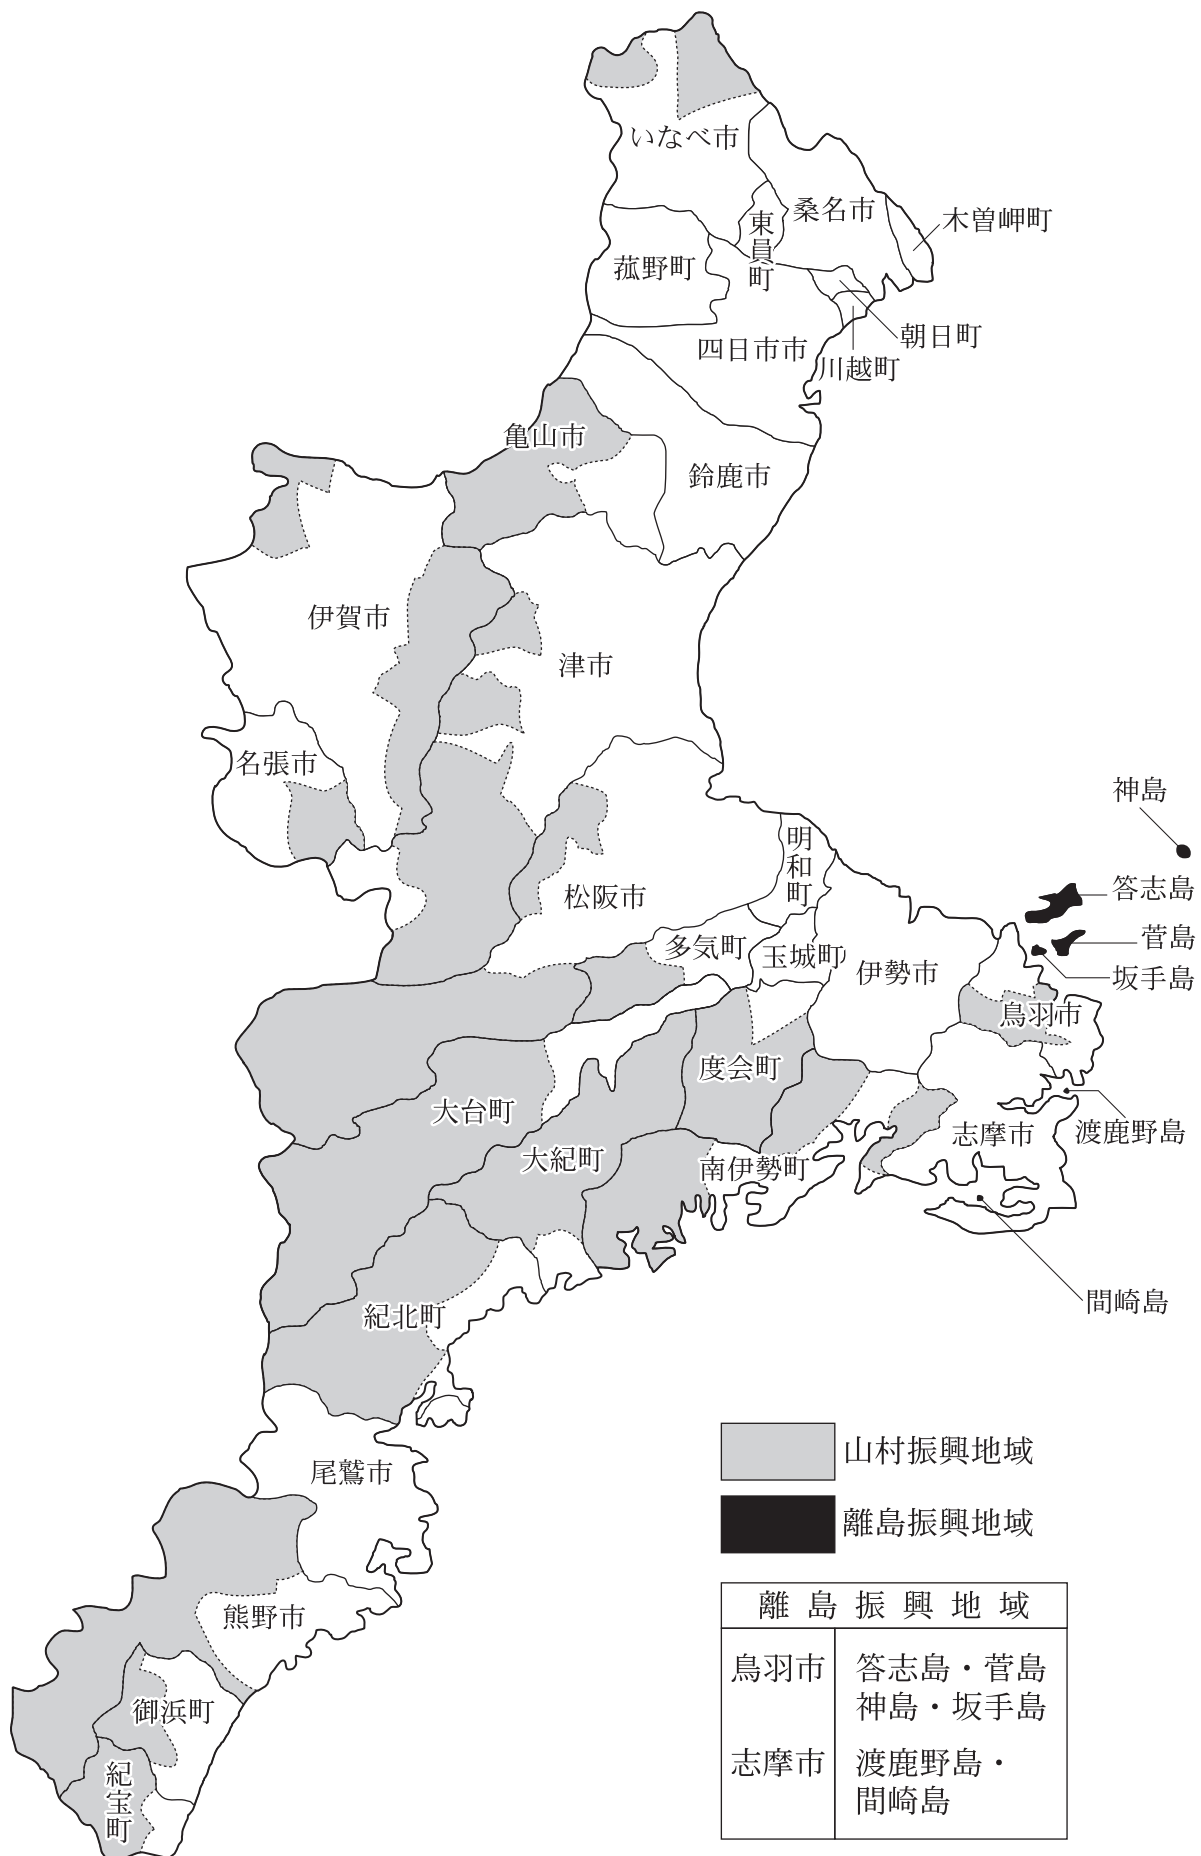 いなべ市
桑名市
木曽岬町
東員町
菰野町
朝日町
四日市市
川越町
亀山市
鈴鹿市
伊賀市
津市
名張市
神島
明和町
答志島
松阪市
菅島
多気町
玉城町
伊勢市
坂手島
鳥羽市
度会町
大台町
志摩市
渡鹿野島
大紀町
南伊勢町
間崎島
紀北町
山村振興地域
尾鷲市
離島振興地域
離島振興地域
熊野市
鳥羽市
答志島・菅島
神島・坂手島
御浜町
志摩市
渡鹿野島・
間崎島
紀宝町